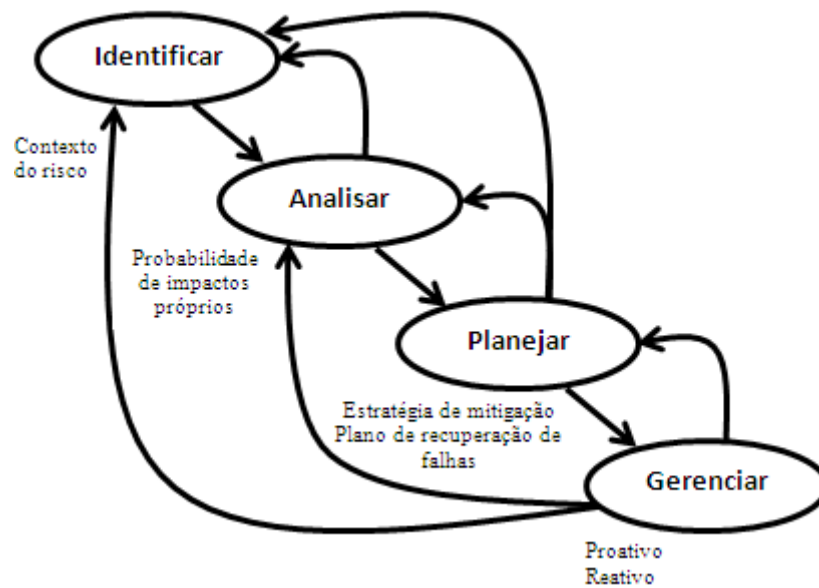 Identificar
Contexto
do risco
Analisar
Probabilidade
de impactos
próprios
Planejar
Estratégia de mitigação
Plano de recuperação de
falhas
Gerenciar
Proativo
Reativo